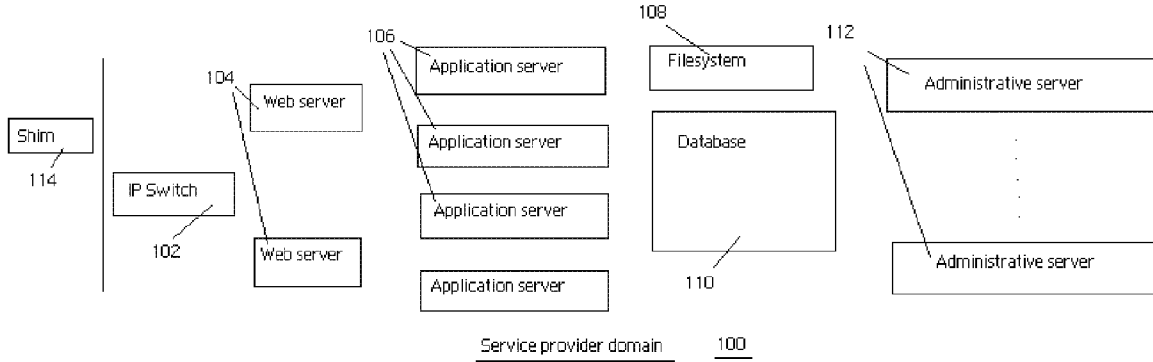 108
106
112
104
Application server
Filesystem
Administrative server
Web server
Shim
Application server
Database
114
IP Switch
Application server
102
Web server
110
Administrative server
Application server
Service provider domain 100